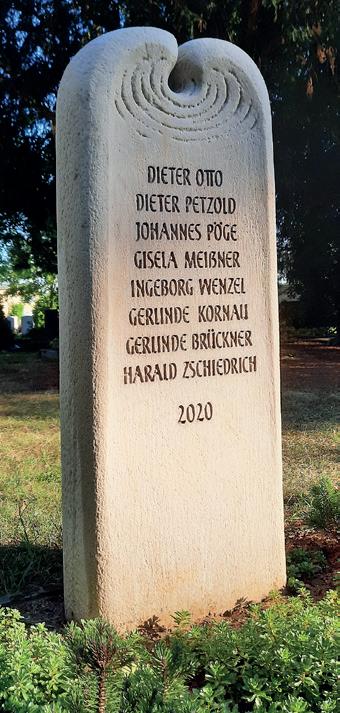 DIETER OTTO
DIETER PETZOLD
JOHANNES PÖGE
GISELA MEIßNER
INGEBORG WENZEL
GERLINDE KORNAU
GERLINDE BRÜCKNER
HARALD ZSCHIEDRICH
2020